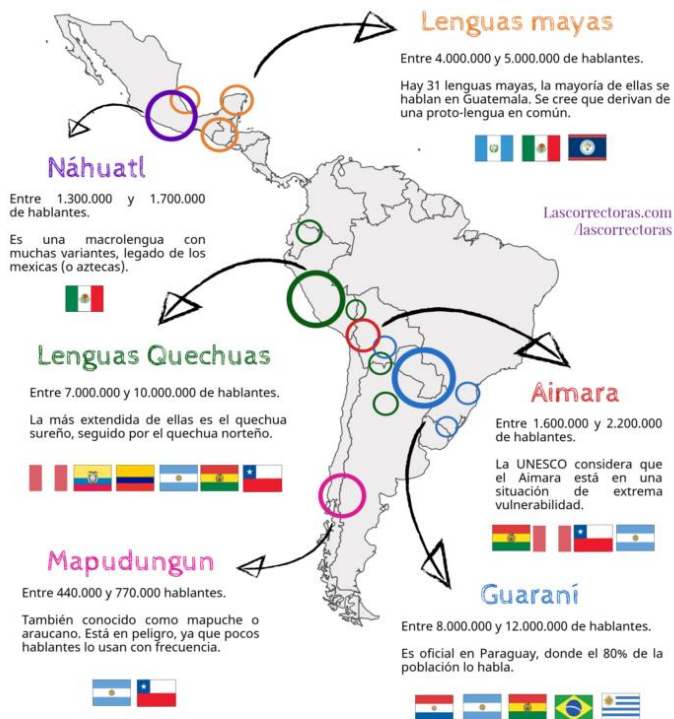 Lenguas mayas
Entre 4.000.000 y 5.000.000 de hablantes.
Hay 31 lenguas mayas, la mayoría de ellas se
hablan en Guatemala. Se cree que derivan de
una proto-lengua en común.
Náhuatl
Entre 1.300.000 y 1.700.000
de hablantes.
Es una macrolengua con
muchas variantes, legado de los
mexicas (o aztecas).
Lascorrectoras.com
/lascorrectoras
Lenguas Quechuas
Entre 7.000.000 y 10.000.000 de hablantes.
La más extendida de ellas es el quechua
sureño, seguido por el quechua norteño.
Aimara
Entre 1.600.000 y 2.200.000
de hablantes.
La UNESCO considera que
el Aimara está en una
situación de extrema
vulnerabilidad.
Mapudungun
Entre 440.000 y 770.000 hablantes.
También conocido como mapuche o
araucano. Está en peligro, ya que pocos
hablantes lo usan con frecuencia.
Guaraní
Entre 8.000.000 y 12.000.000 de hablantes.
Es oficial en Paraguay, donde el 80% de la
población lo habla.